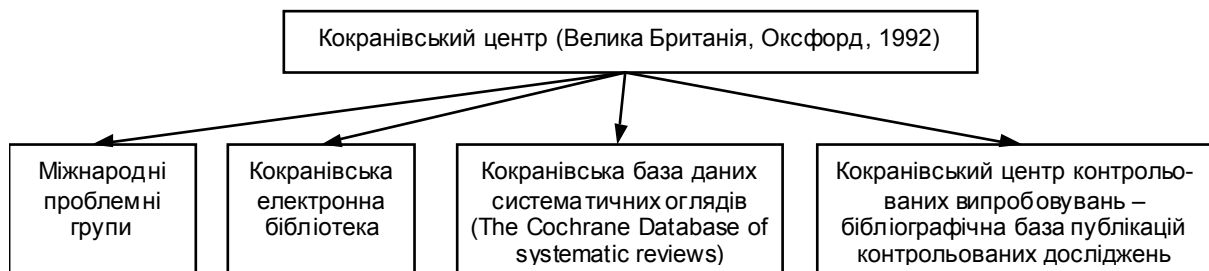 Кокранівський центр (Велика Британія, Оксфорд, 1992)
Міжнародні
проблемні
групи
Кокранівська
електронна
бібліотека
Кокранівська база даних
систематичних оглядів
(The Cochrane Database of
systematic reviews)
Кокранівський центр контрольо-
ваних випробовувань –
бібліографічна база публікацій
контрольованих досліджень